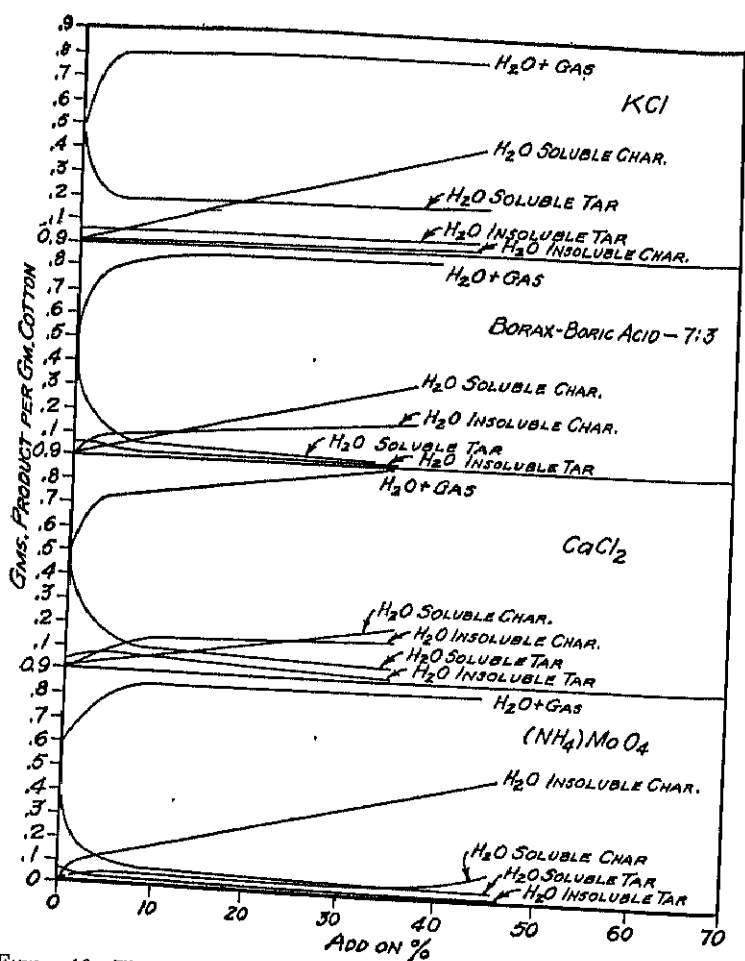 GMS. PRODUCT PER GM. COTTON
.9
.8
.7
.6
.5
.4
.3
.2
.1
0.9
H2O + GAS
KCl
H2O SOLUBLE CHAR.
H2O SOLUBLE TAR
H2O INSOLUBLE TAR
H2O INSOLUBLE CHAR.
.8
.7
.6
.5
.4
.3
.2
.1
0.9
H2O + GAS
BORAX-BORIC ACID – 7:3
H2O SOLUBLE CHAR.
H2O INSOLUBLE CHAR.
H2O SOLUBLE TAR
H2O INSOLUBLE TAR
.8
.7
.6
.5
.4
.3
.2
.1
0.9
H2O + GAS
CaCl2
H2O SOLUBLE CHAR.
H2O INSOLUBLE CHAR.
H2O SOLUBLE TAR
H2O INSOLUBLE TAR
.8
.7
.6
.5
.4
.3
.2
.1
0
H2O + GAS
(NH4)MoO4
H2O INSOLUBLE CHAR.
H2O SOLUBLE CHAR
H2O SOLUBLE TAR
H2O INSOLUBLE TAR
0 10 20 30 40 50 60 70
ADD ON %